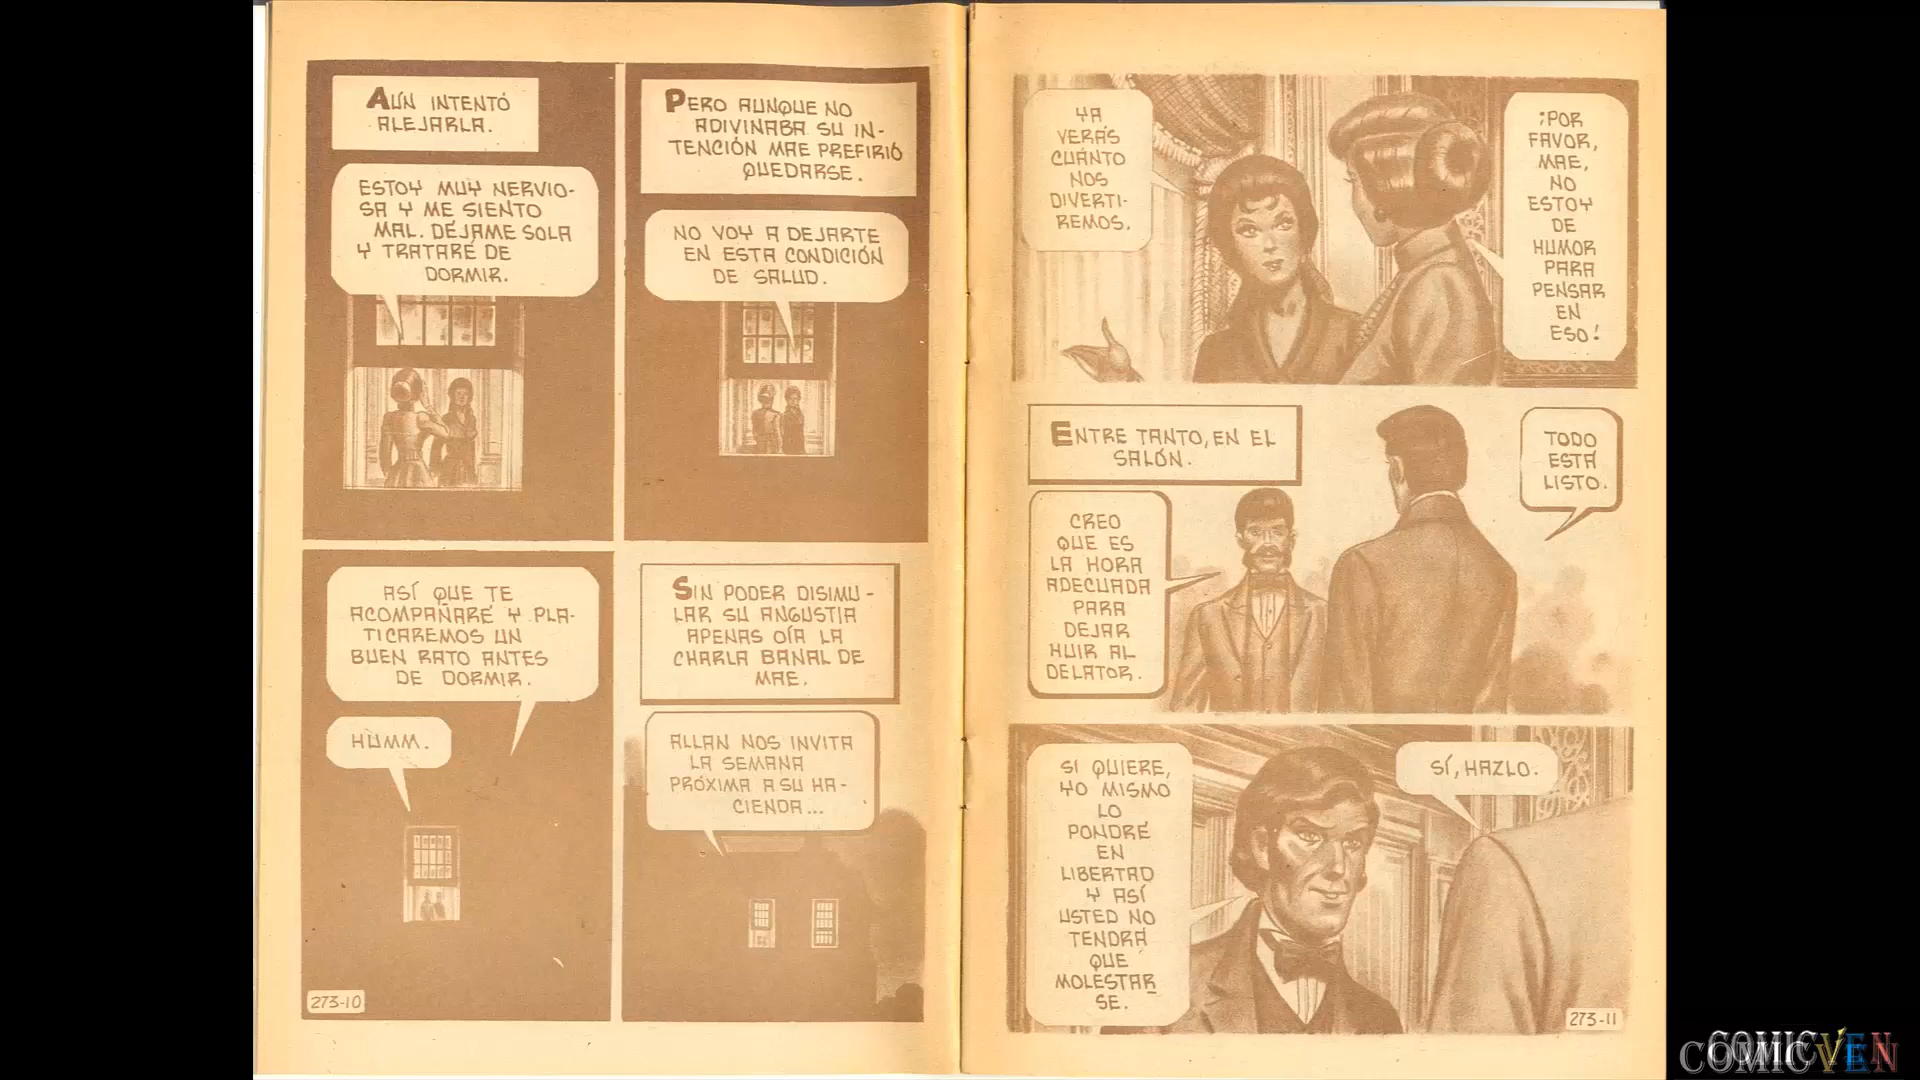 AÚN INTENTÓ
ALEJARLA.
ESTOY MUY NERVIO-
SA Y ME SIENTO
MAL. DÉJAME SOLA
Y TRATARÉ DE
DORMIR.
PERO AUNQUE NO
ADIVINABA SU IN-
TENCIÓN MAE PREFIRIÓ
QUEDARSE.
NO VOY A DEJARTE
EN ESTA CONDICIÓN
DE SALUD.
ASÍ QUE TE
ACOMPAÑARÉ Y PLA-
TICAREMOS UN
BUEN RATO ANTES
DE DORMIR.
HUMM.
273-10
SIN PODER DISIMU-
LAR SU ANGUSTIA
APENAS OÍA LA
CHARLA BANAL DE
MAE.
ALLAN NOS INVITA
LA SEMANA
PRÓXIMA A SU HA-
CIENDA...
YA
VERÁS
CUÁNTO
NOS
DIVERTI-
REMOS.
¡POR
FAVOR,
MAE,
NO
ESTOY
DE
HUMOR
PARA
PENSAR
EN
ESO!
ENTRE TANTO, EN EL
SALÓN.
CREO
QUE ES
LA HORA
ADECUADA
PARA
DEJAR
HUIR AL
DELATOR.
TODO
ESTÁ
LISTO.
SI QUIERE,
YO MISMO
LO
PONDRÉ
EN
LIBERTAD
Y ASÍ
USTED NO
TENDRÁ
QUE
MOLESTAR
SE.
SÍ, HAZLO.
273-11
COMICVEN
COMICVEN